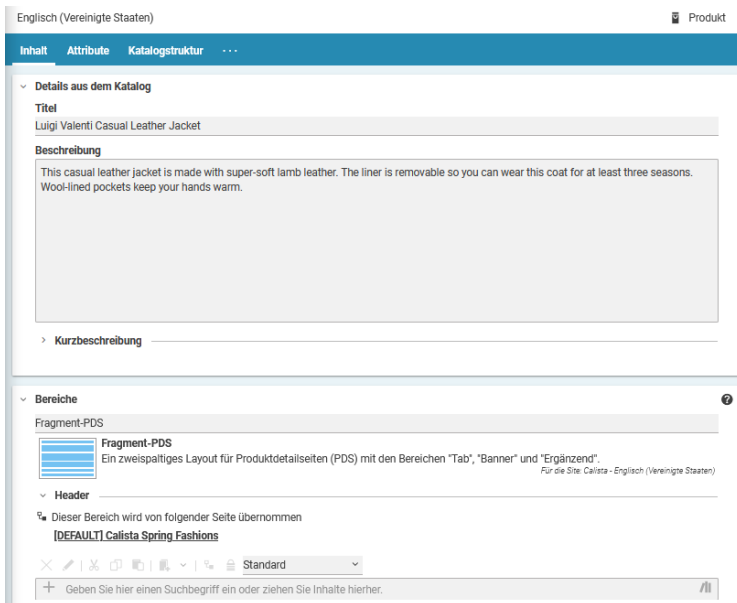 Englisch (Vereinigte Staaten) Produkt
Inhalt Attribute Katalogstruktur ···
Details aus dem Katalog
Titel
Luigi Valenti Casual Leather Jacket
Beschreibung
This casual leather jacket is made with super-soft lamb leather. The liner is removable so you can wear this coat for at least three seasons.
Wool-lined pockets keep your hands warm.
Kurzbeschreibung
Bereiche
Fragment-PDS
Fragment-PDS
Ein zweispaltiges Layout für Produktdetailseiten (PDS) mit den Bereichen "Tab", "Banner" und "Ergänzend".
Für die Site: Calista - Englisch (Vereinigte Staaten)
Header
Dieser Bereich wird von folgender Seite übernommen
[DEFAULT] Calista Spring Fashions
Standard
Geben Sie hier einen Suchbegriff ein oder ziehen Sie Inhalte hierher.